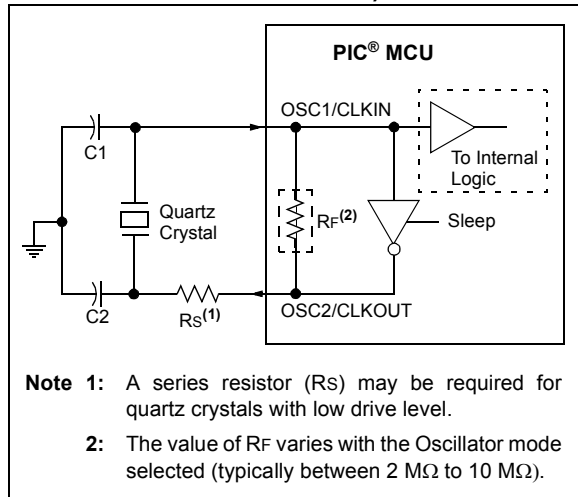 PIC® MCU
OSC1/CLKIN
C1
To Internal
Logic
Quartz
Crystal
RF(2)
Sleep
C2
RS(1)
OSC2/CLKOUT
Note 1: A series resistor (RS) may be required for
quartz crystals with low drive level.
2: The value of RF varies with the Oscillator mode
selected (typically between 2 MΩ to 10 MΩ).